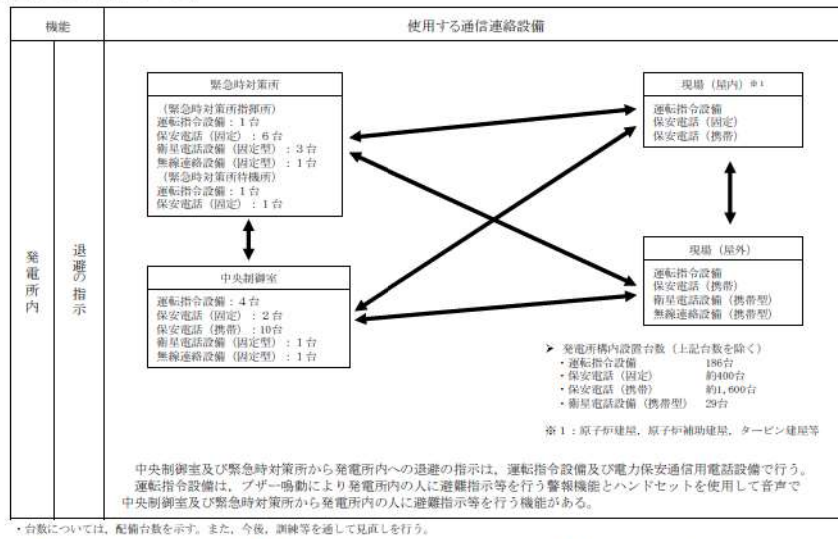 機能
使用する通信連絡設備
発電所内
退避の指示
緊急時対策所
(緊急時対策所指揮所)
運転指令設備:1台
保安電話(固定):6台
衛星電話設備(固定型):3台
無線連絡設備(固定型):1台
(緊急時対策所待機所)
運転指令設備:1台
保安電話(固定):1台
中央制御室
運転指令設備:4台
保安電話(固定):2台
保安電話(携帯):10台
衛星電話設備(固定型):1台
無線連絡設備(固定型):1台
現場(屋内)※1
運転指令設備
保安電話(固定)
保安電話(携帯)
現場(屋外)
運転指令設備
保安電話(携帯)
衛星電話設備(携帯型)
無線連絡設備(携帯型)
➤ 発電所構内設置台数(上記台数を除く)
・運転指令設備 186台
・保安電話(固定) 約400台
・保安電話(携帯) 約1,600台
・衛星電話設備(携帯型) 29台
※1:原子炉建屋,原子炉補助建屋,タービン建屋等
中央制御室及び緊急時対策所から発電所内への退避の指示は,運転指令設備及び電力保安通信用電話設備で行う。
運転指令設備は,ブザー鳴動により発電所内の人に避難指示等を行う警報機能とハンドセットを使用して音声で
中央制御室及び緊急時対策所から発電所内の人に避難指示等を行う機能がある。
・台数については,配備台数を示す。また,今後,訓練等を通して見直しを行う。